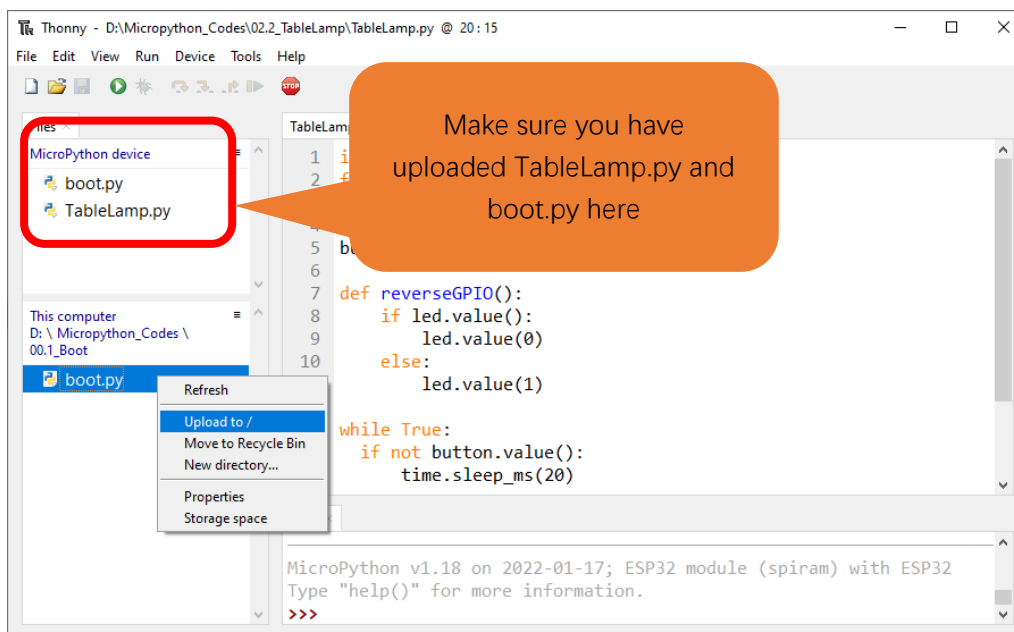 Thonny - D:\Micropython_Codes\02.2_TableLamp\TableLamp.py @ 20 : 15
File Edit View Run Device Tools Help
STOP
MicroPython device
boot.py
TableLamp.py
This computer
D: \ Micropython_Codes \
00.1_Boot
boot.py
Refresh
Upload to /
Move to Recycle Bin
New directory...
Properties
Storage space
Make sure you have
uploaded TableLamp.py and
boot.py here
1
2
5
6
7 def reverseGPIO():
8 if led.value():
9 led.value(0)
10 else:
led.value(1)
while True:
if not button.value():
time.sleep_ms(20)
MicroPython v1.18 on 2022-01-17; ESP32 module (spiram) with ESP32
Type "help()" for more information.
>>>